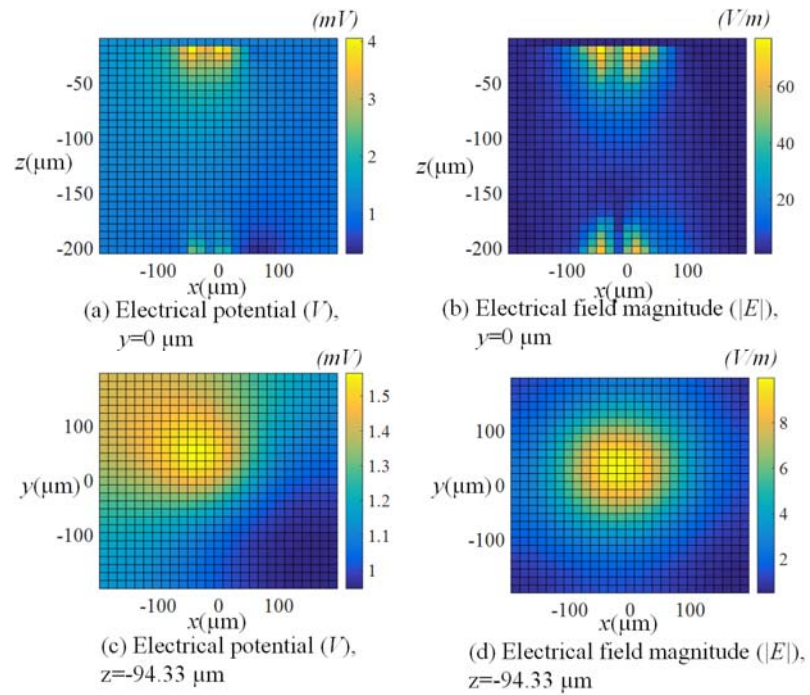 (mV)
4
3
2
1
-50
-100
-150
-200
z(μm)
-100 0 100
x(μm)
(a) Electrical potential (V),
y=0 μm
(V/m)
60
40
20
-50
-100
-150
-200
z(μm)
-100 0 100
x(μm)
(b) Electrical field magnitude (|E|),
y=0 μm
(mV)
1.5
1.4
1.3
1.2
1.1
1
100
0
-100
y(μm)
-100 0 100
x(μm)
(c) Electrical potential (V),
z=-94.33 μm
(V/m)
8
6
4
2
100
0
-100
y(μm)
-100 0 100
x(μm)
(d) Electrical field magnitude (|E|),
z=-94.33 μm